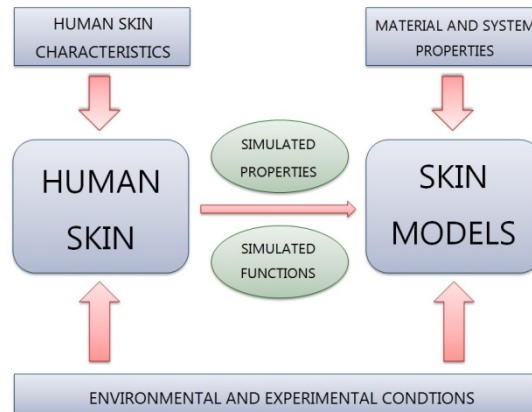 HUMAN SKIN
CHARACTERISTICS
MATERIAL AND SYSTEM
PROPERTIES
SIMULATED
PROPERTIES
HUMAN
SKIN
SKIN
MODELS
SIMULATED
FUNCTIONS
ENVIRONMENTAL AND EXPERIMENTAL CONDTIONS